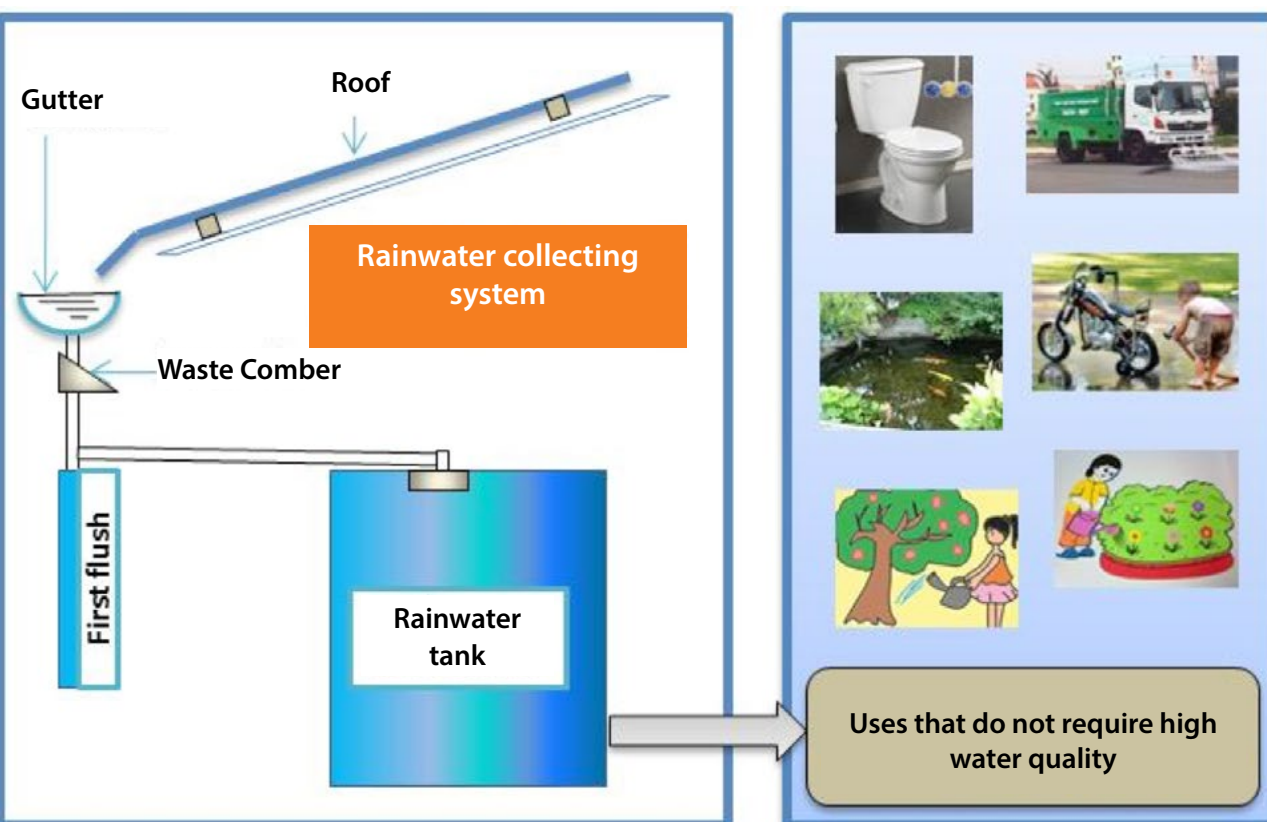 Gutter
Roof
Rainwater collecting
system
Waste Comber
First flush
Rainwater
tank
Uses that do not require high
water quality